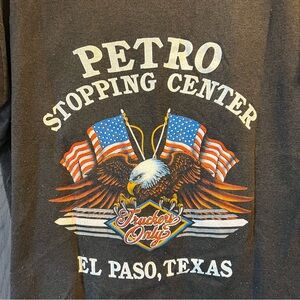 PETRO
STOPPING CENTER
Truckers
Only
EL PASO, TEXAS